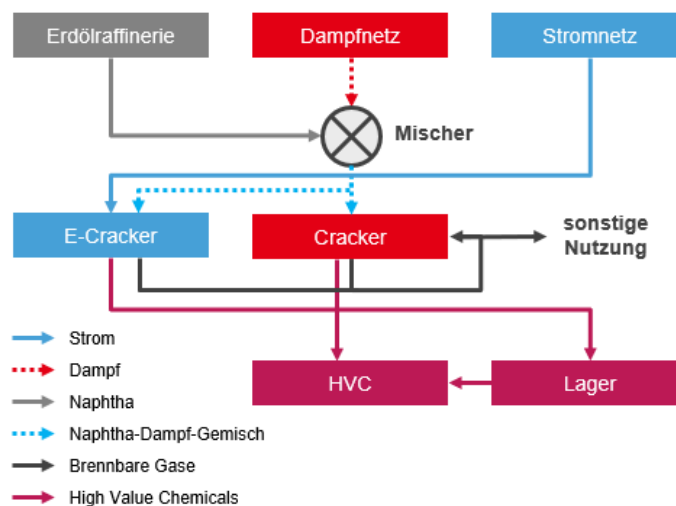 Erdölraffinerie
Dampfnetz
Stromnetz
Mischer
E-Cracker
Cracker
sonstige
Nutzung
HVC
Lager
Strom
Dampf
Naphtha
Naphtha-Dampf-Gemisch
Brennbare Gase
High Value Chemicals